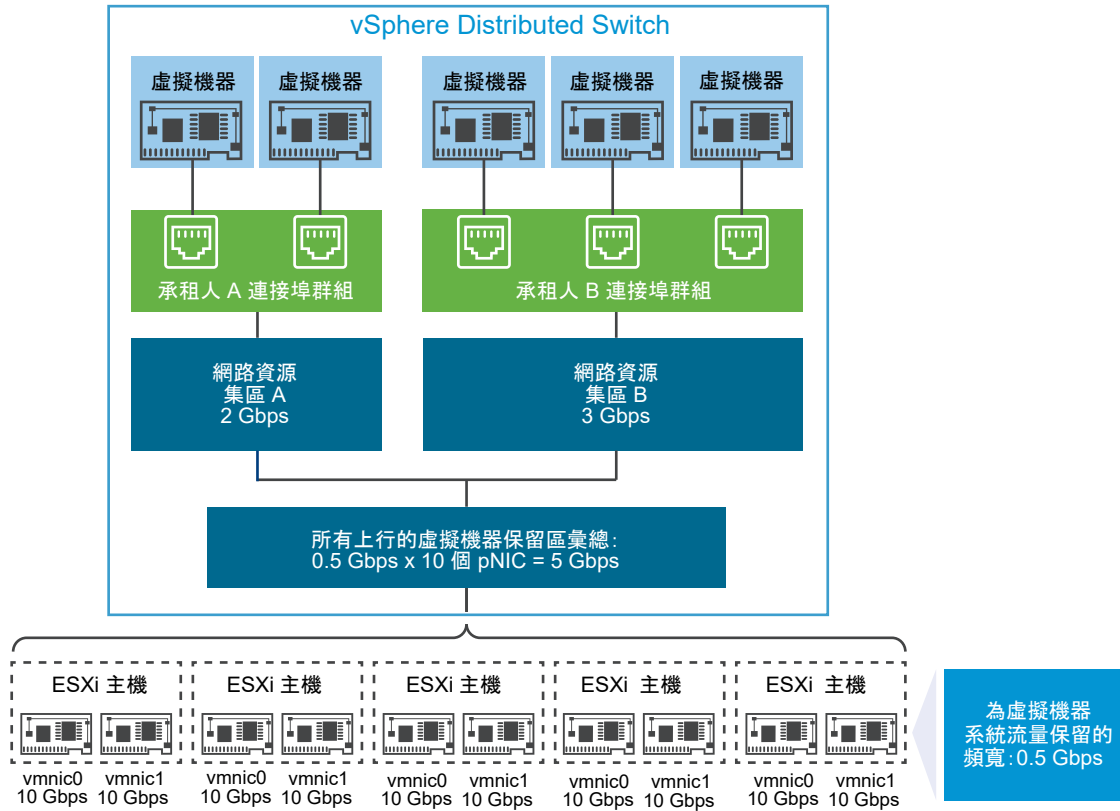 vSphere Distributed Switch
虛擬機器
虛擬機器
虛擬機器
虛擬機器
虛擬機器
承租人 A 連接埠群組
承租人 B 連接埠群組
網路資源
集區 A
2 Gbps
網路資源
集區 B
3 Gbps
所有上行的虛擬機器保留區彙總：
0.5 Gbps x 10 個 pNIC = 5 Gbps
ESXi 主機
ESXi 主機
ESXi 主機
ESXi 主機
ESXi 主機
vmnic0
10 Gbps
vmnic1
10 Gbps
vmnic0
10 Gbps
vmnic1
10 Gbps
vmnic0
10 Gbps
vmnic1
10 Gbps
vmnic0
10 Gbps
vmnic1
10 Gbps
vmnic0
10 Gbps
vmnic1
10 Gbps
為虛擬機器
系統流量保留的
頻寬：0.5 Gbps